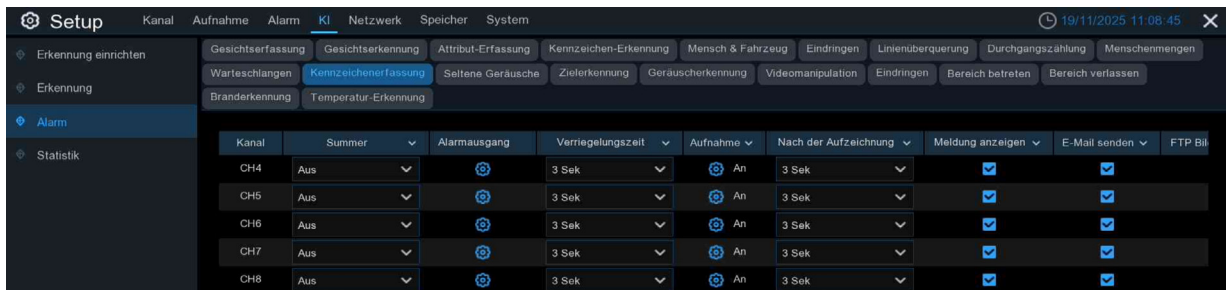 Setup Kanal Aufnahme Alarm KI Netzwerk Speicher System 19/11/2025 11:08:45
Erkennung einrichten
Erkennung
Alarm
Statistik
Gesichtserfassung Gesichtserkennung Attribut-Erfassung Kennzeichen-Erkennung Mensch & Fahrzeug Eindringen Linienüberquerung Durchgangszählung Menschenmengen
Warteschlangen Kennzeichenerfassung Seltene Geräusche Zielerkennung Geräuscherkennung Videomanipulation Eindringen Bereich betreten Bereich verlassen
Branderkennung Temperatur-Erkennung
Kanal Summer Alarmausgang Verriegelungszeit Aufnahme Nach der Aufzeichnung Meldung anzeigen E-Mail senden FTP Bil
CH4 Aus 3 Sek An 3 Sek
CH5 Aus 3 Sek An 3 Sek
CH6 Aus 3 Sek An 3 Sek
CH7 Aus 3 Sek An 3 Sek
CH8 Aus 3 Sek An 3 Sek